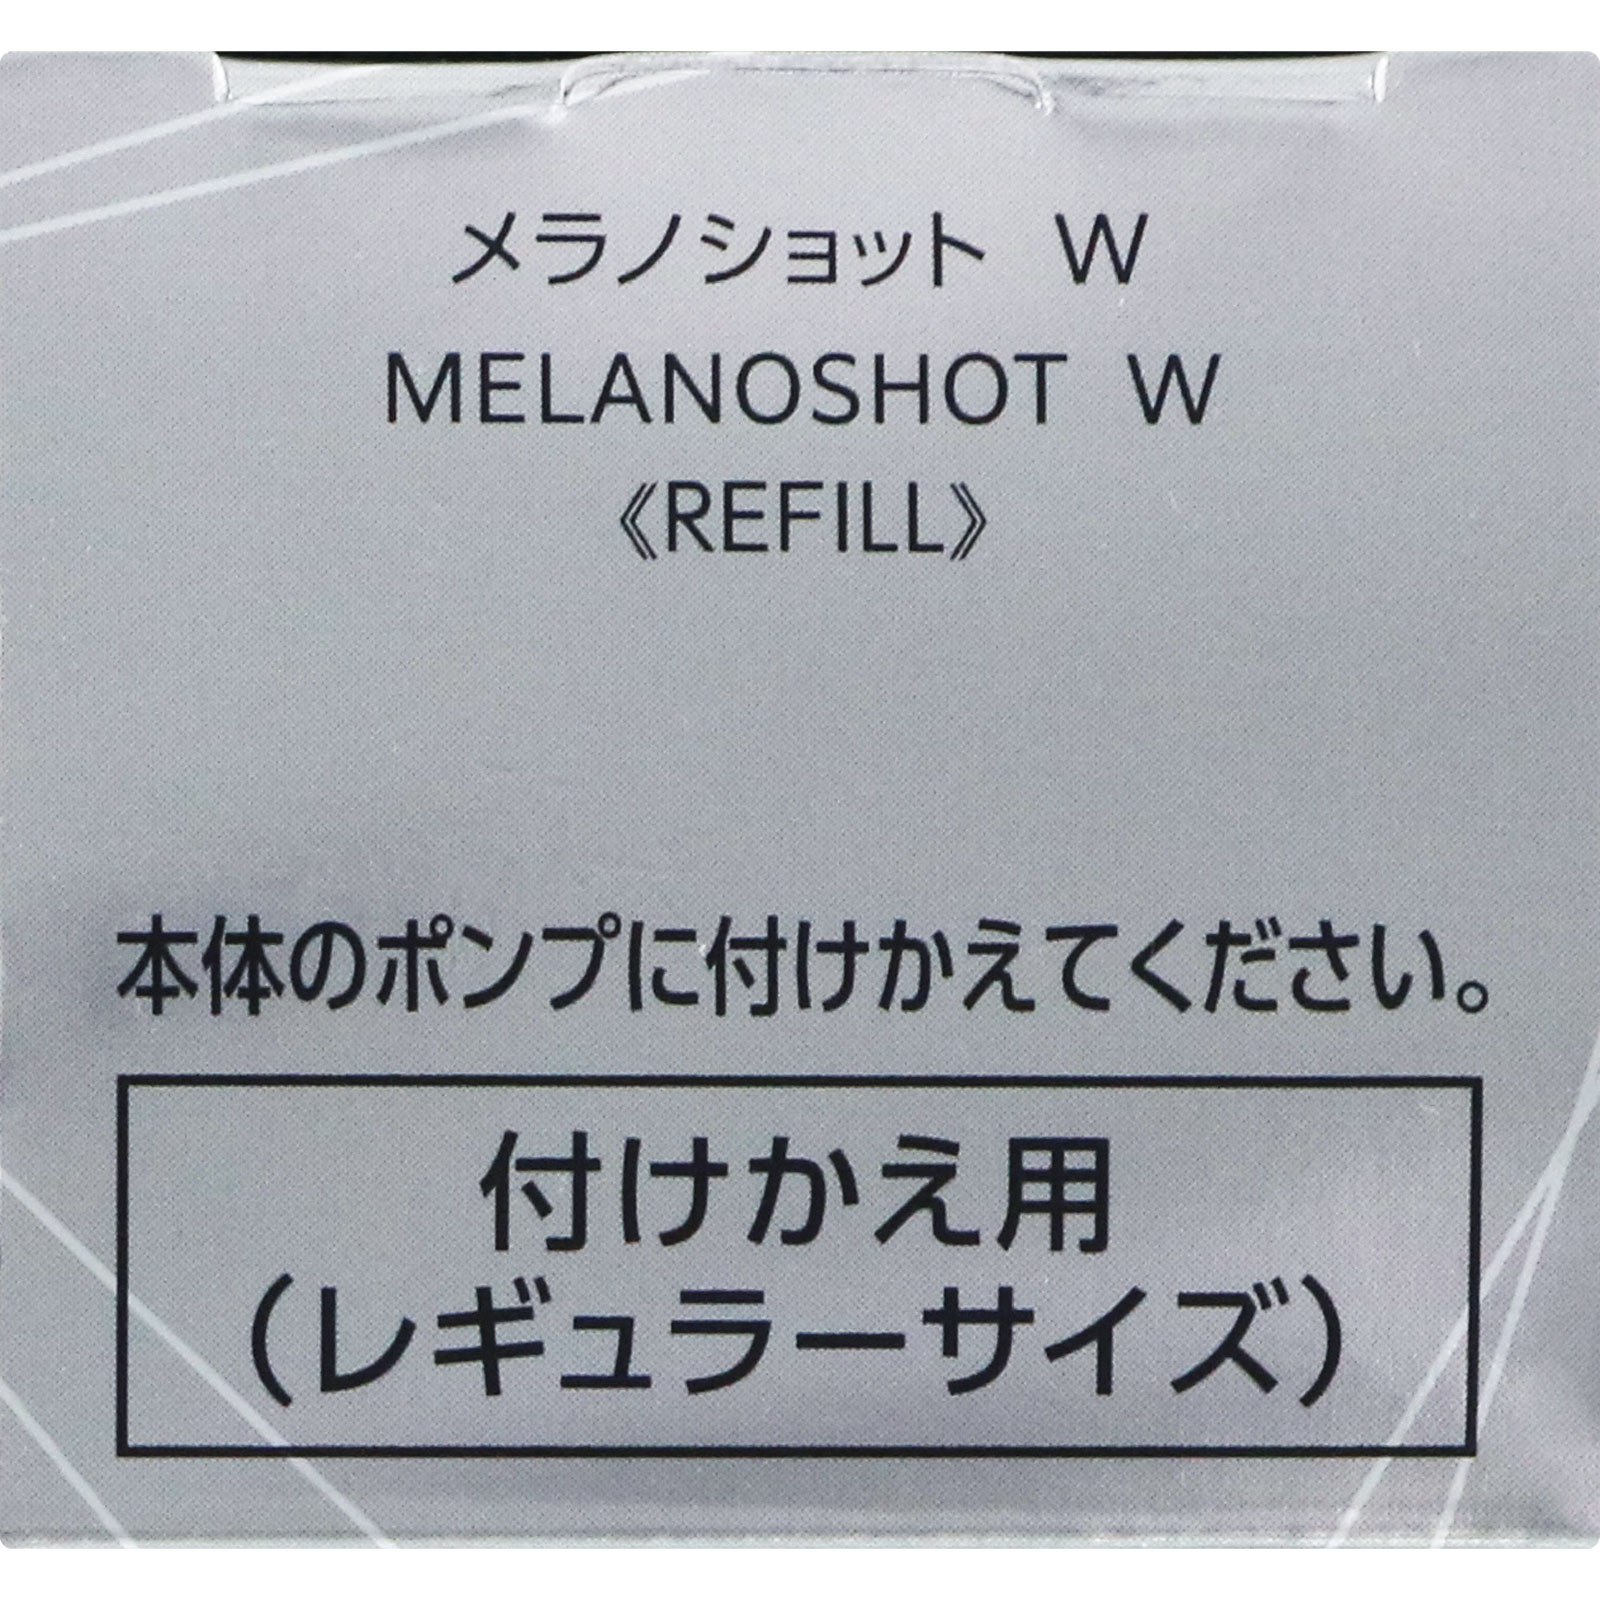 メラノショット W
MELANOSHOT W
《REFILL》
本体のポンプに付けかえてください。
付けかえ用
（レギュラーサイズ）